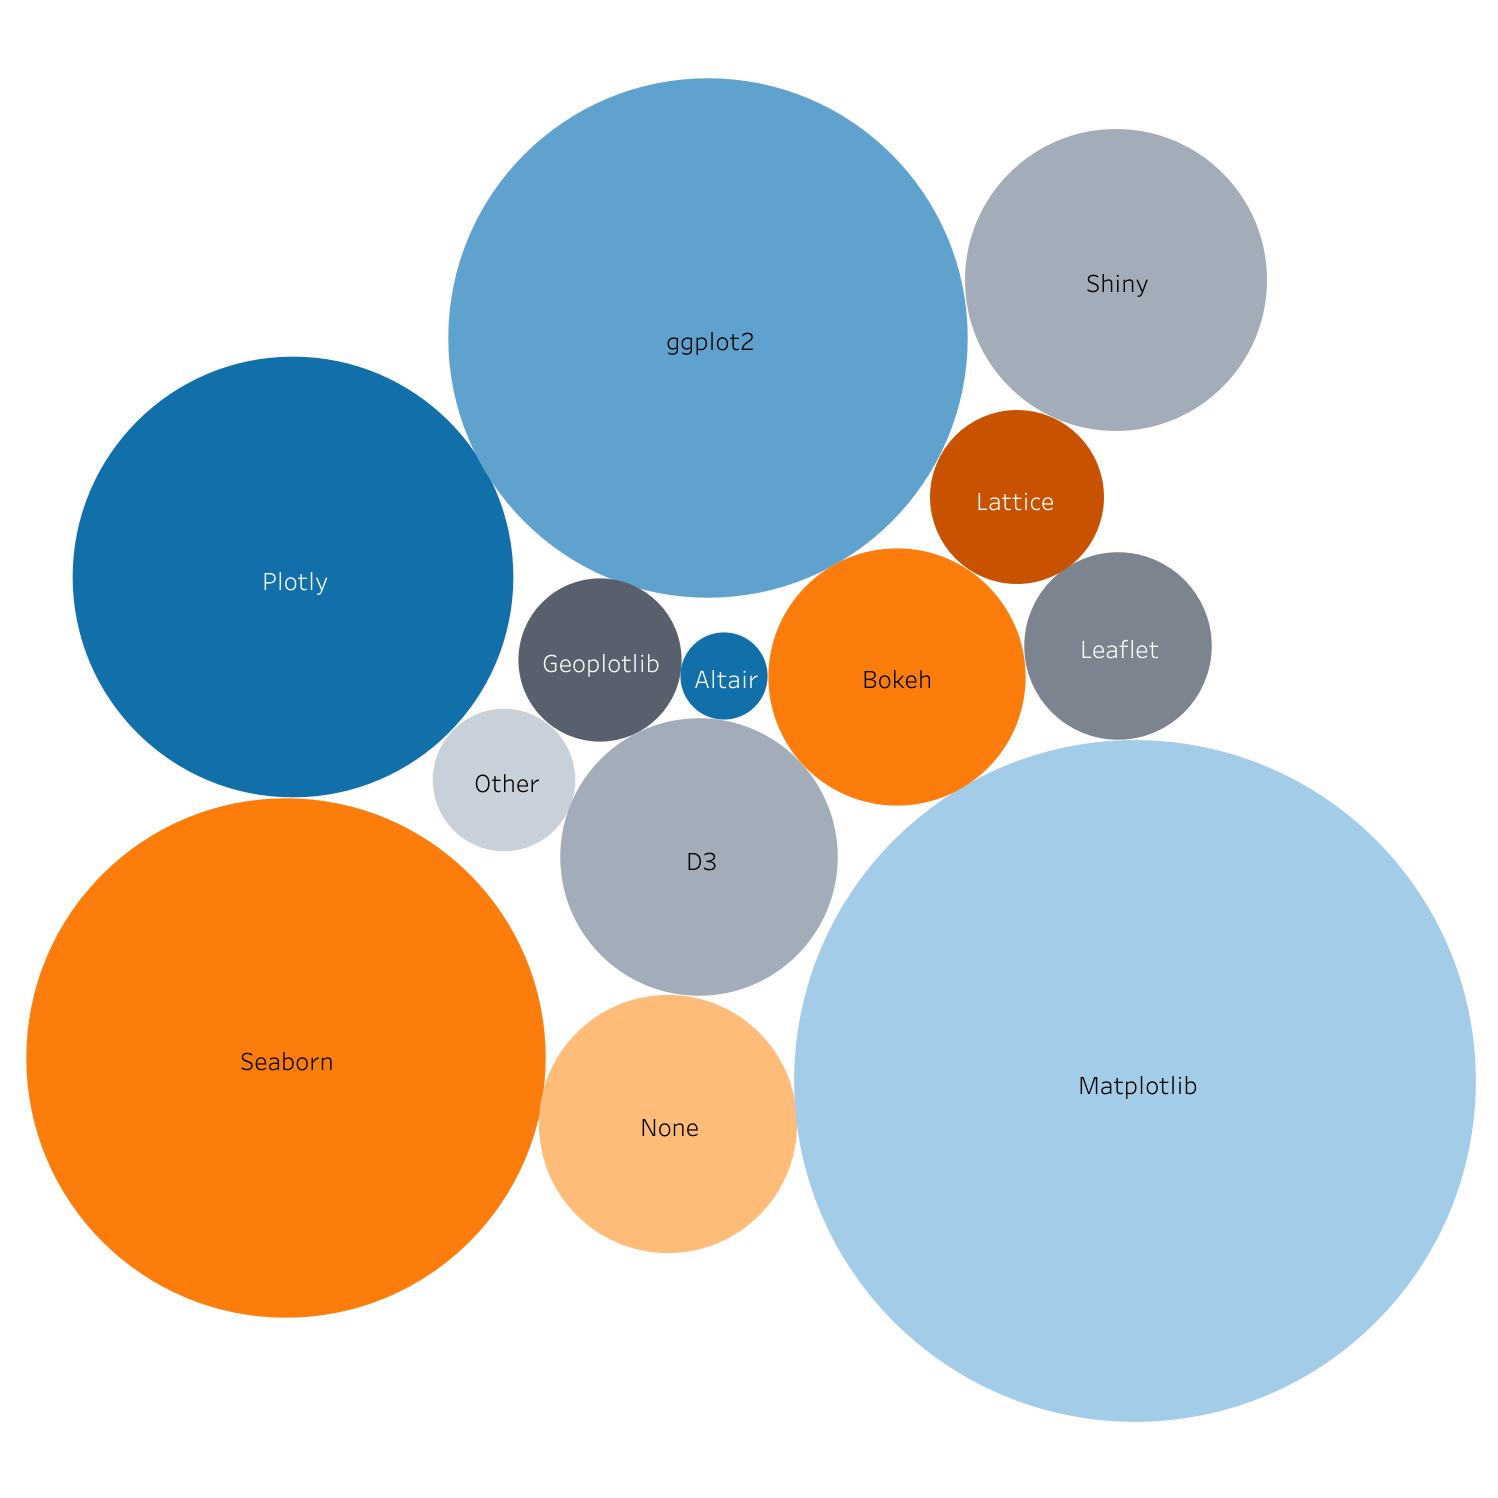 Shiny
ggplot2
Lattice
Plotly
Leaflet
Geoplotlib
Altair
Bokeh
Other
D3
Seaborn
Matplotlib
None